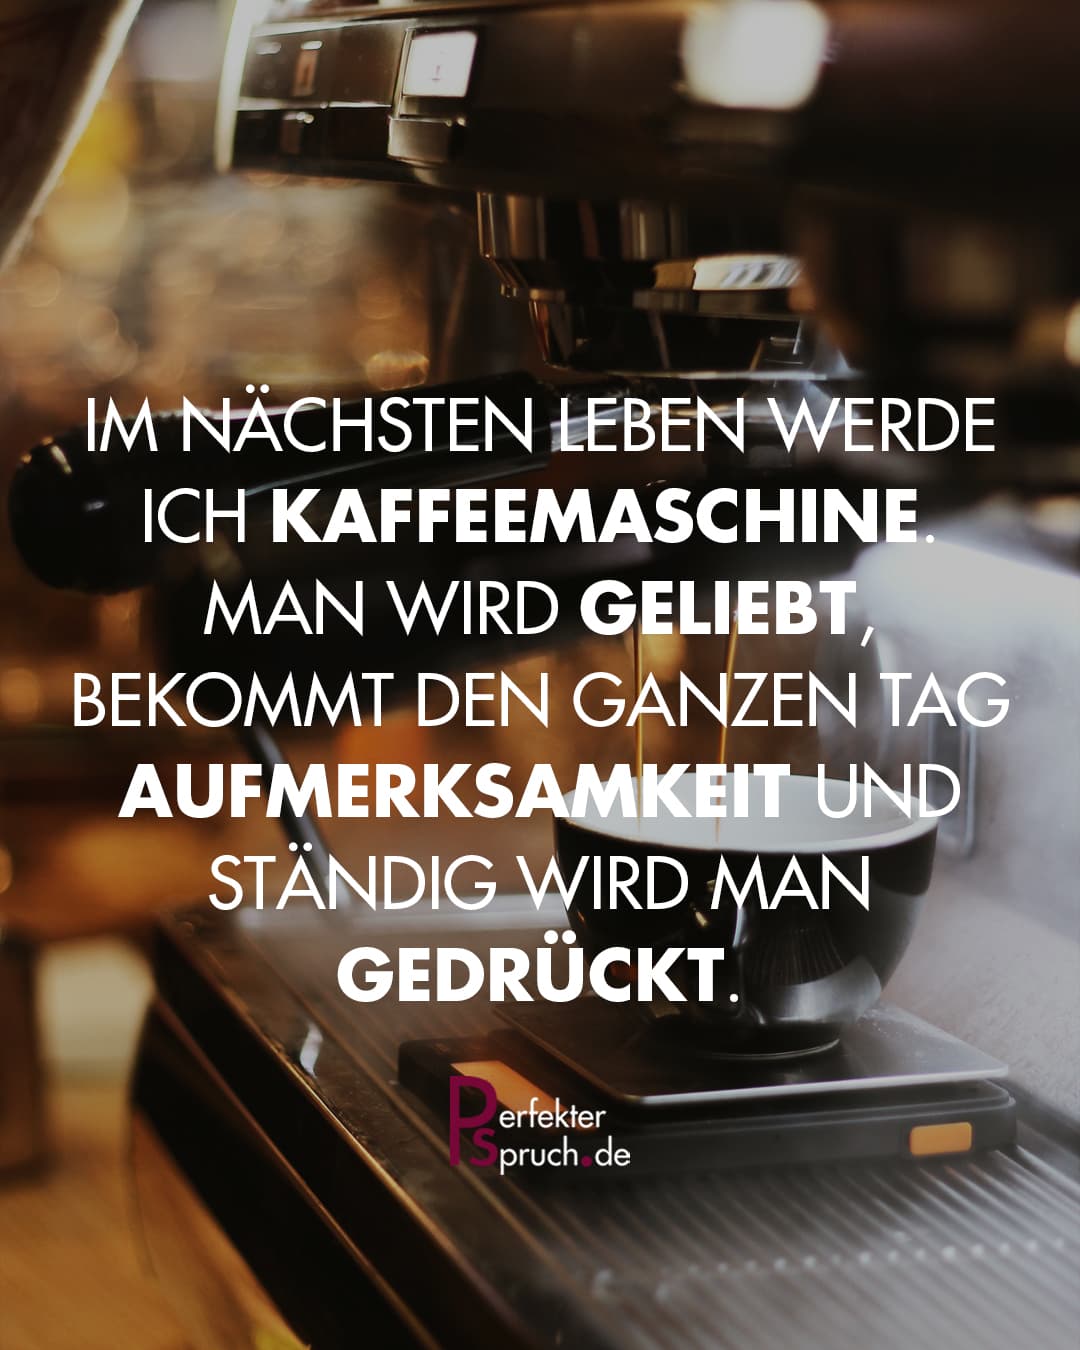 IM NÄCHSTEN LEBEN WERDE
ICH KAFFEEMASCHINE.
MAN WIRD GELIEBT,
BEKOMMT DEN GANZEN TAG
AUFMERKSAMKEIT UND
STÄNDIG WIRD MAN
GEDRÜCKT.
Perfekter
Spruch.de